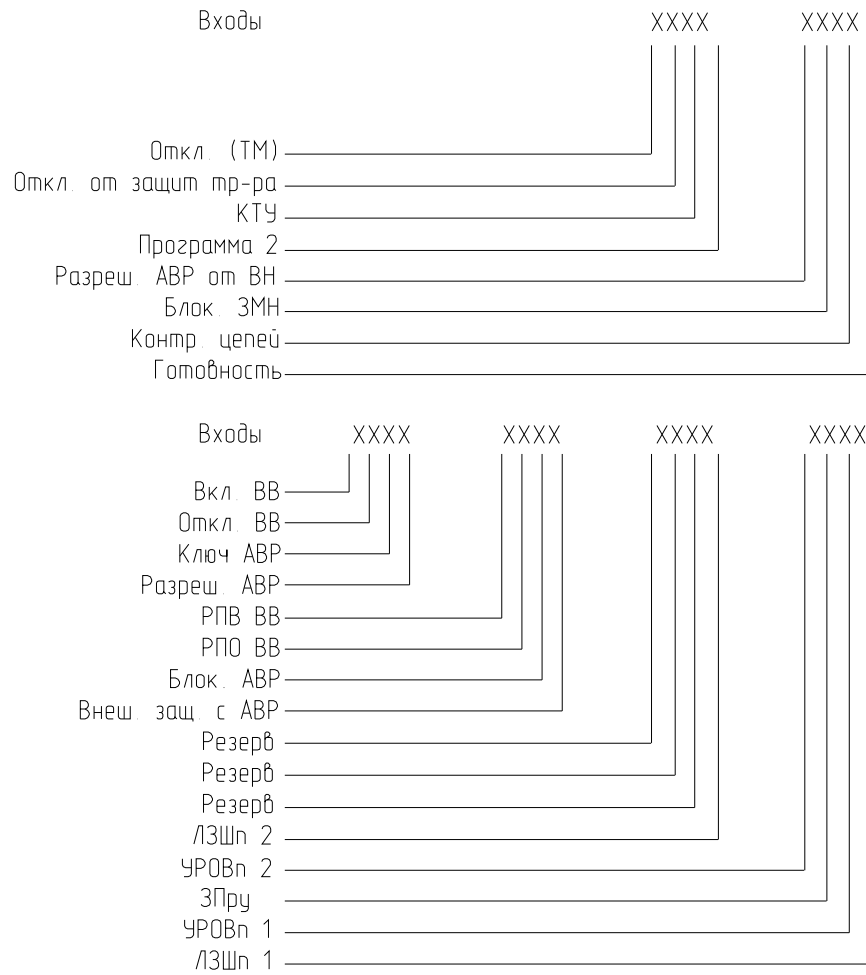 Входы XXXX XXXX
Откл. (ТМ)
Откл. от защит тр-ра
КТУ
Программа 2
Разреш. АВР от ВН
Блок. ЗМН
Контр. цепей
Готовность
Входы XXXX XXXX XXXX XXXX
Вкл. ВВ
Откл. ВВ
Ключ АВР
Разреш. АВР
РПВ ВВ
РПО ВВ
Блок. АВР
Внеш. защ. с АВР
Резерв
Резерв
Резерв
ЛЗШп 2
УРОВп 2
ЗПру
УРОВп 1
ЛЗШп 1